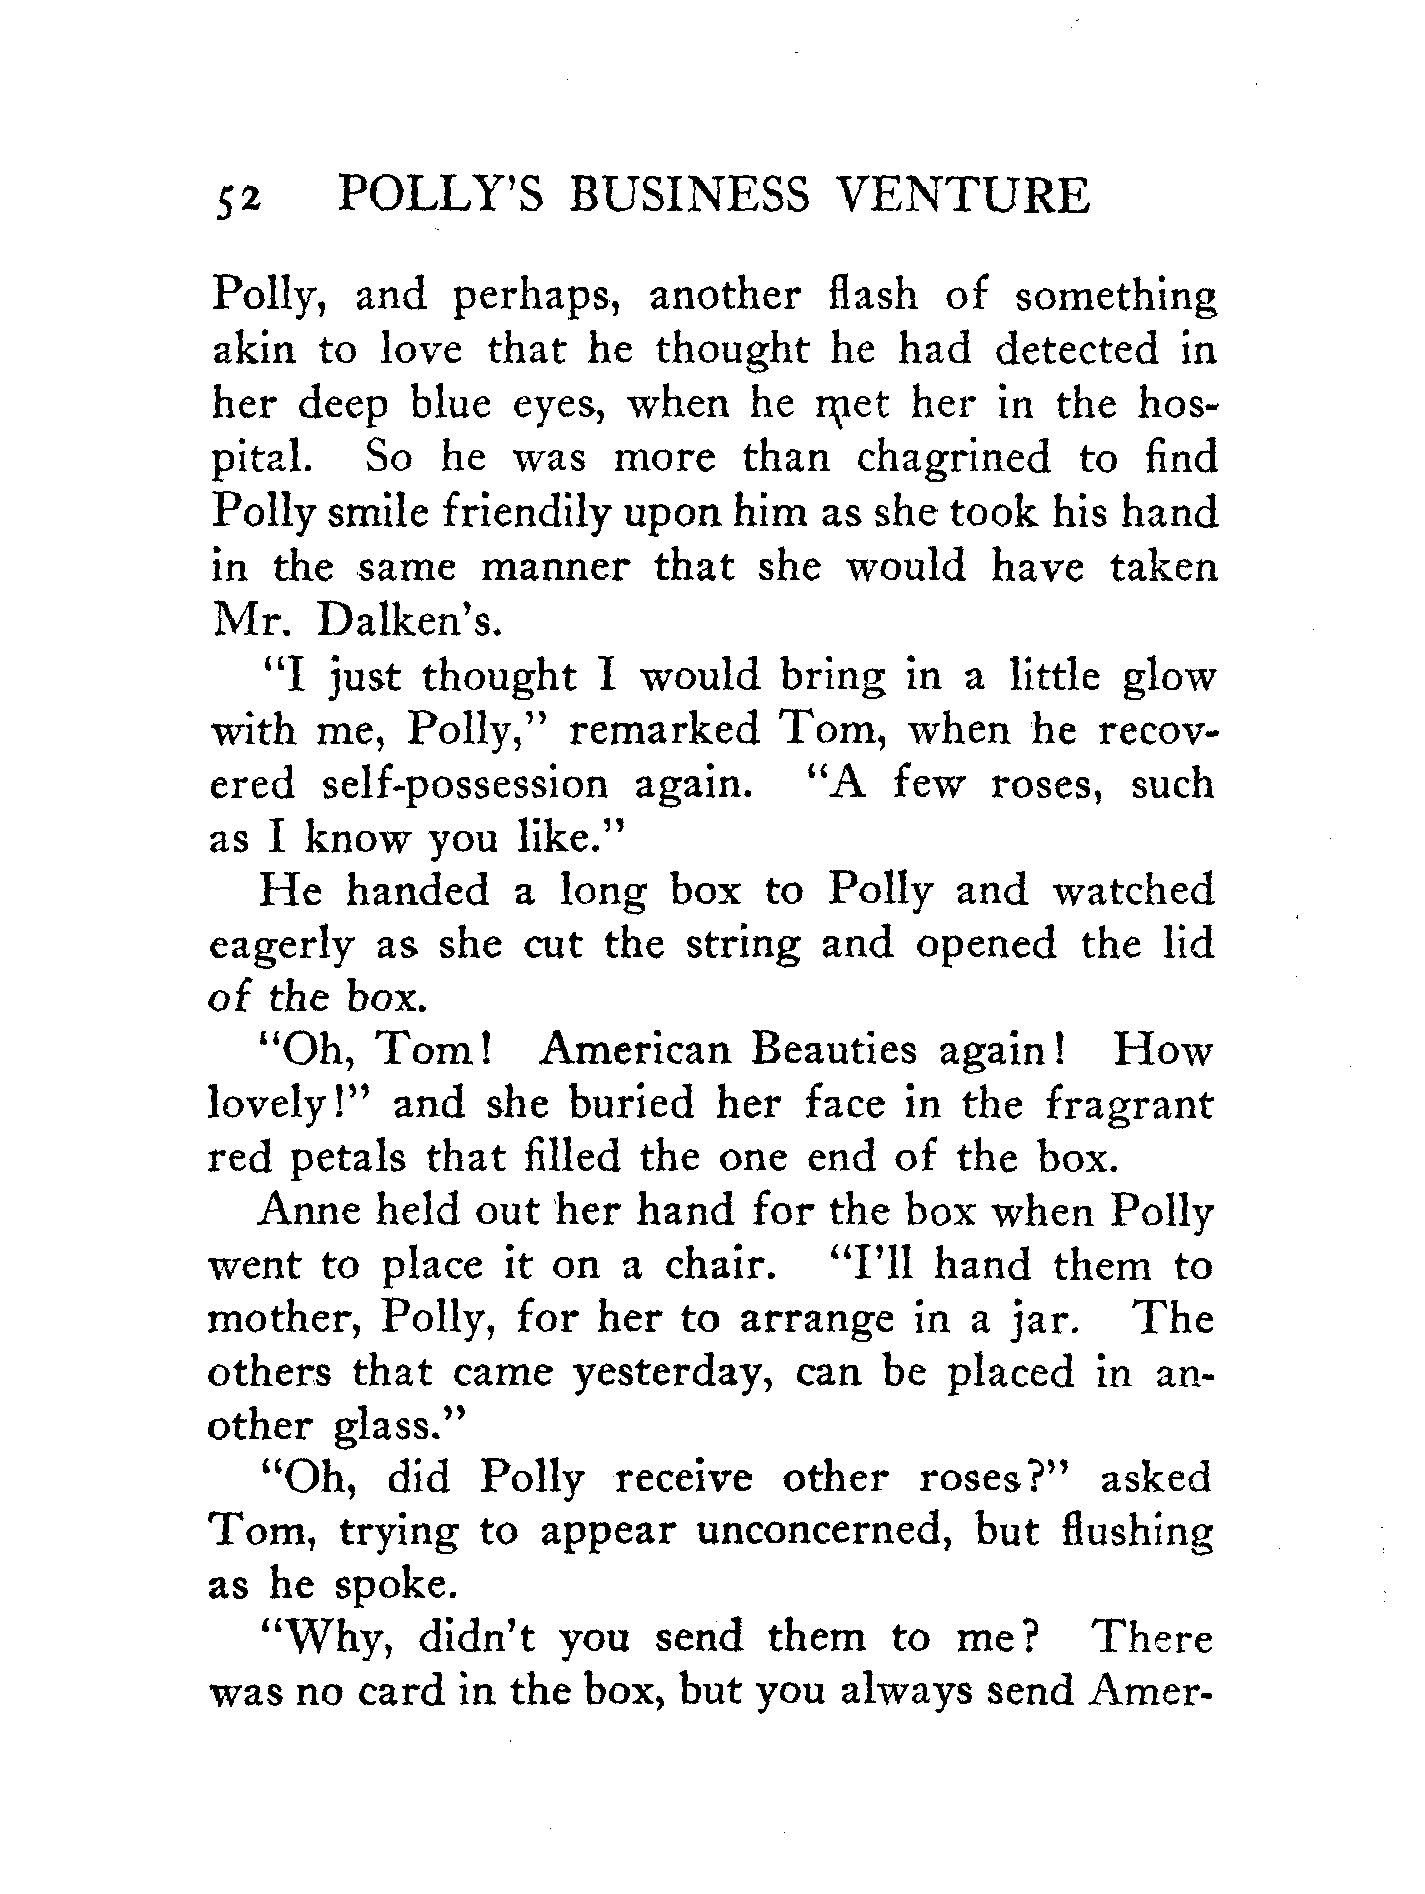 52 POLLY'S BUSINESS VENTURE
Polly, and perhaps, another flash of something
akin to love that he thought he had detected in
her deep blue eyes, when he met her in the hos-
pital. So he was more than chagrined to find
Polly smile friendily upon him as she took his hand
in the same manner that she would have taken
Mr. Dalken's.
"I just thought I would bring in a little glow
with me, Polly," remarked Tom, when he recov-
ered self-possession again. "A few roses, such
as I know you like."
He handed a long box to Polly and watched
eagerly as she cut the string and opened the lid
of the box.
"Oh, Tom! American Beauties again! How
lovely!" and she buried her face in the fragrant
red petals that filled the one end of the box.
Anne held out her hand for the box when Polly
went to place it on a chair. "I'll hand them to
mother, Polly, for her to arrange in a jar. The
others that came yesterday, can be placed in an-
other glass."
"Oh, did Polly receive other roses?" asked
Tom, trying to appear unconcerned, but flushing
as he spoke.
"Why, didn't you send them to me? There
was no card in the box, but you always send Amer-